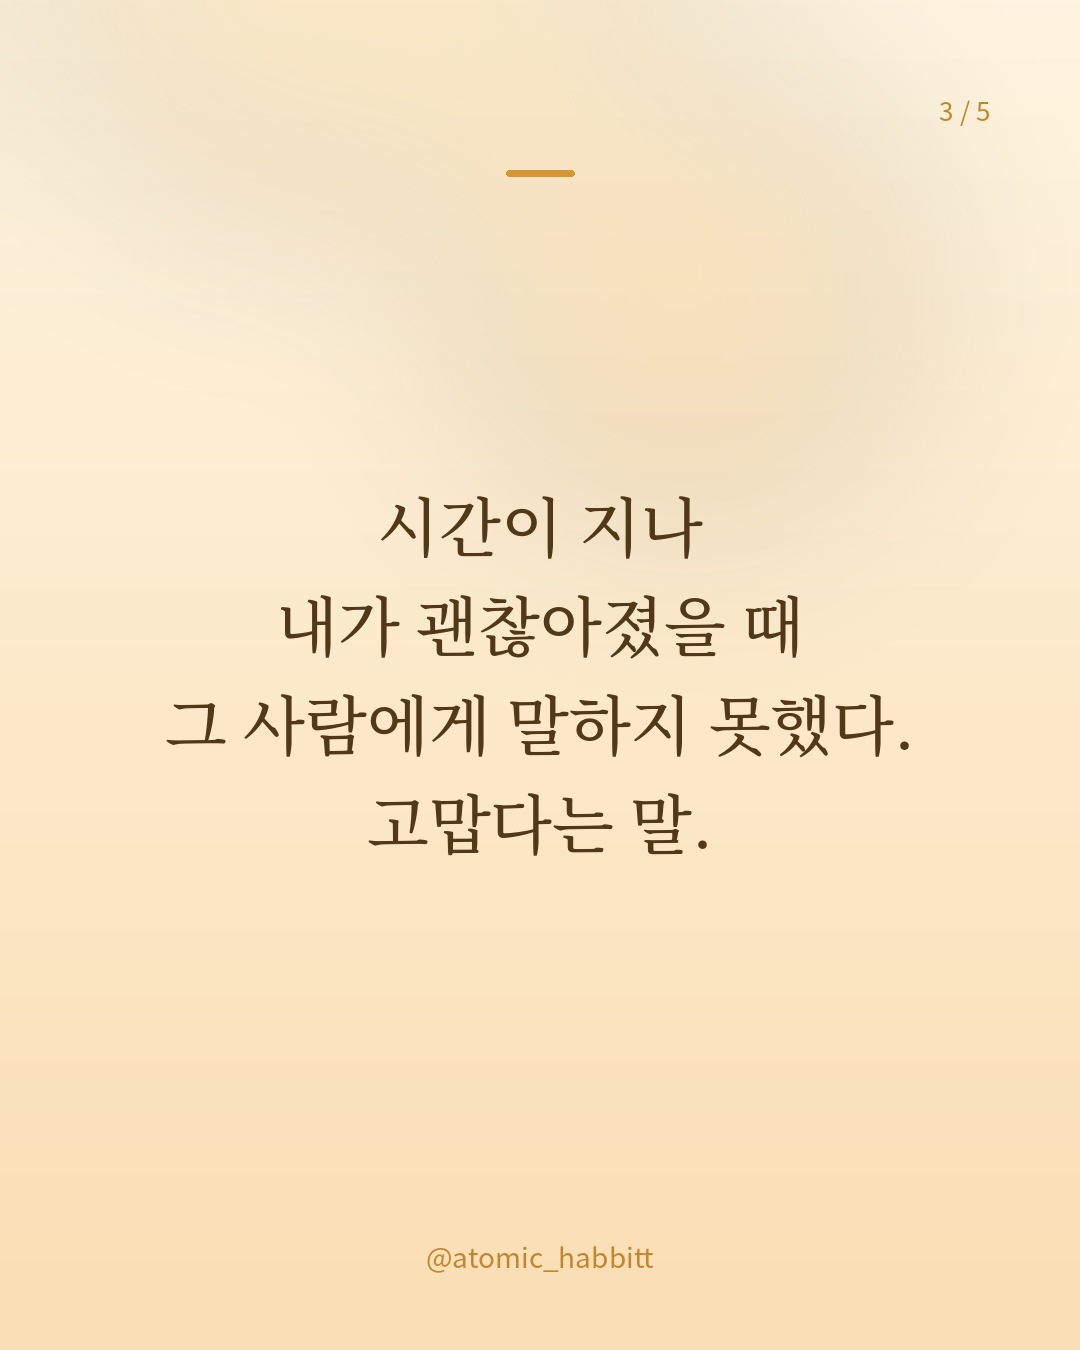 3 / 5
시간이 지나
내가 괜찮아졌을 때
그 사람에게 말하지 못했다.
고맙다는 말.
@atomic_habbitt